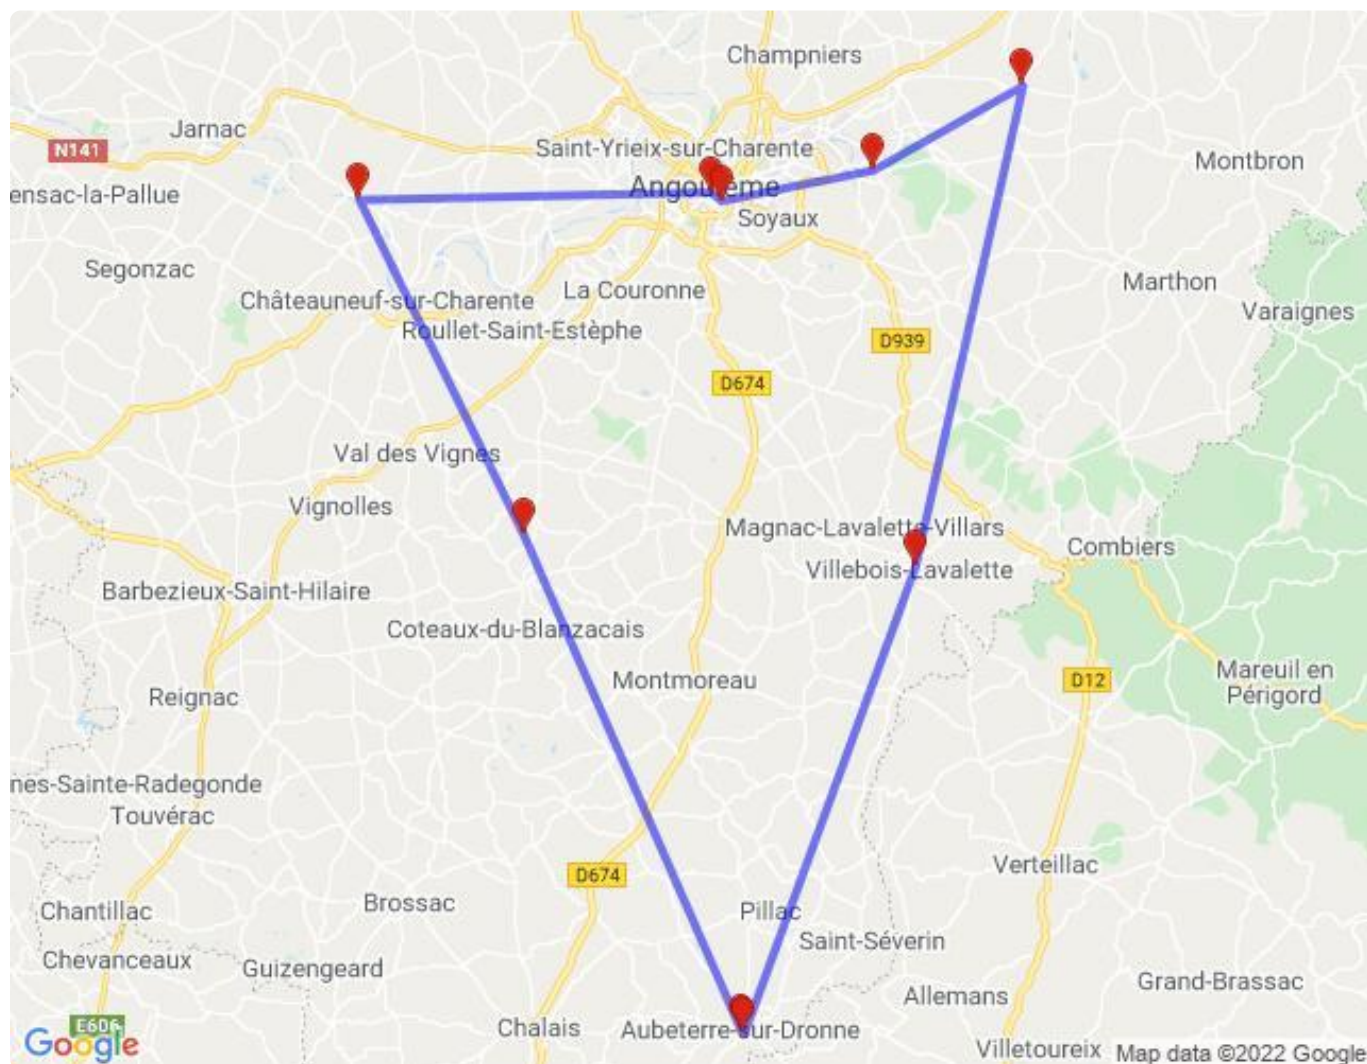 Champniers
Jarnac
N141
Saint-Yrieix-sur-Charente
Montbron
ensac-la-Pallue
Angoulême
Soyaux
Segonzac
Marthon
La Couronne
Châteauneuf-sur-Charente
Varaignes
Roullet-Saint-Estèphe
D939
D674
Val des Vignes
Vignolles
Magnac-Lavalette-Villars
Combiers
Villebois-Lavalette
Barbezieux-Saint-Hilaire
Coteaux-du-Blanzacais
Montmoreau
D12
Mareuil en
Périgord
Reignac
nes-Sainte-Radegonde
Touvérac
Verteillac
D674
Brossac
Chantillac
Pillac
Saint-Séverin
Chevanceaux
Guizengeard
Grand-Brassac
Allemans
E606
Chalais
Aubeterre-sur-Dronne
Google
Villetoureix
Map data ©2022 Google